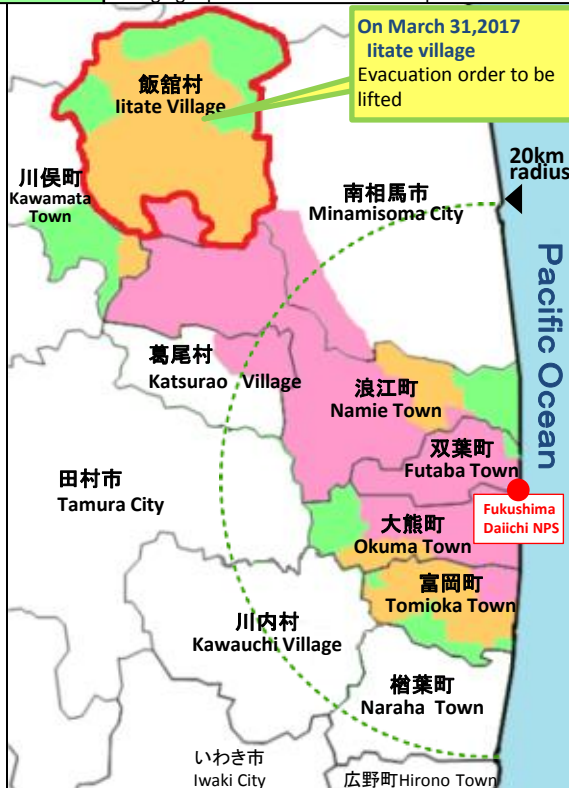 On March 31,2017
Iitate village
Evacuation order to be
lifted
飯舘村
Iitate Village
20km
radius
川俣町
Kawamata
Town
南相馬市
Minamisoma City
Pacific Ocean
葛尾村
Katsurao Village
浪江町
Namie Town
双葉町
Futaba Town
田村市
Tamura City
Fukushima
Daiichi NPS
大熊町
Okuma Town
富岡町
Tomioka Town
川内村
Kawauchi Village
楢葉町
Naraha Town
いわき市
Iwaki City
広野町Hirono Town